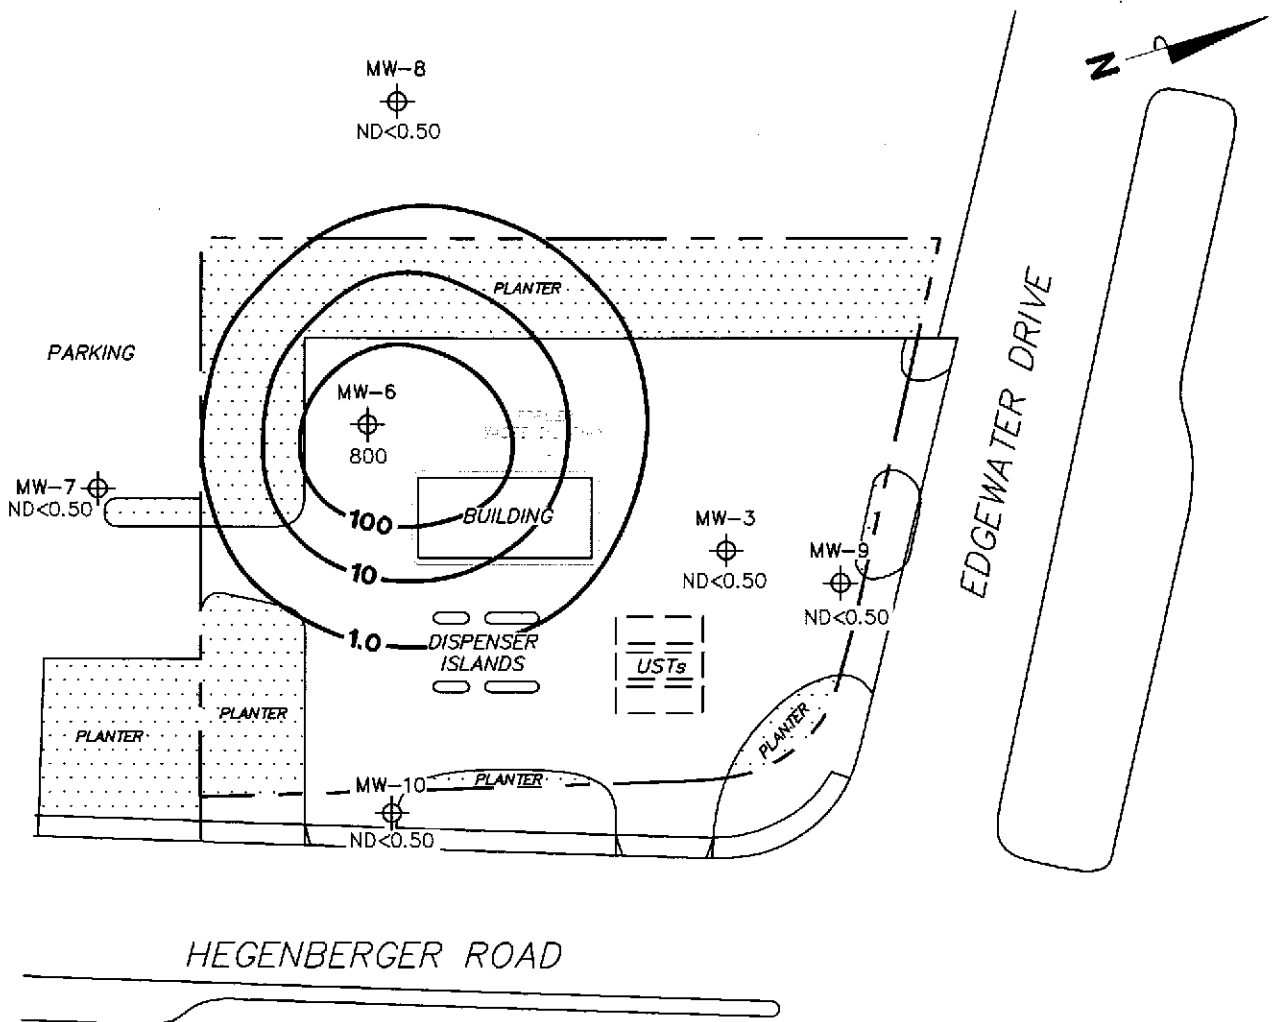 N
MW-8
ND<0.50
PLANTER
PARKING
EDGEWATER DRIVE
MW-6
800
MW-7
ND<0.50
100
BUILDING
MW-3
ND<0.50
MW-9
ND<0.50
10
1.0
DISPENSER
ISLANDS
USTs
PLANTER
PLANTER
PLANTER
PLANTER
MW-10
ND<0.50
HEGENBERGER ROAD